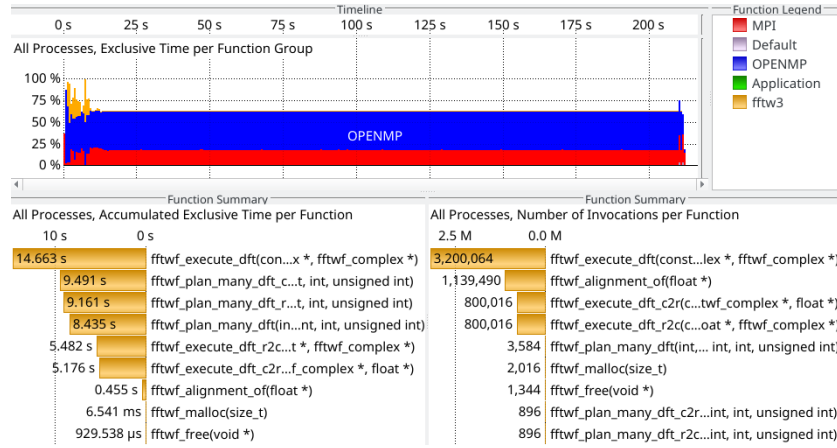 Timeline
Function Legend
0 s 25 s 50 s 75 s 100 s 125 s 150 s 175 s 200 s
MPI
Default
OPENMP
Application
fftw3
All Processes, Exclusive Time per Function Group
100 %
75 %
50 %
25 %
0 %
OPENMP
Function Summary
All Processes, Accumulated Exclusive Time per Function
10 s 0 s
14.663 s fftwf_execute_dft(con...x *, fftwf_complex *)
9.491 s fftwf_plan_many_dft_c...t, int, unsigned int)
9.161 s fftwf_plan_many_dft_r...t, int, unsigned int)
8.435 s fftwf_plan_many_dft(in...nt, int, unsigned int)
5.482 s fftwf_execute_dft_r2c...t *, fftwf_complex *)
5.176 s fftwf_execute_dft_c2r...f_complex *, float *)
0.455 s fftwf_alignment_of(float *)
6.541 ms fftwf_malloc(size_t)
929.538 µs fftwf_free(void *)
Function Summary
All Processes, Number of Invocations per Function
2.5 M 0.0 M
3,200,064 fftwf_execute_dft(const...lex *, fftwf_complex *)
1,139,490 fftwf_alignment_of(float *)
800,016 fftwf_execute_dft_c2r(c...twf_complex *, float *)
800,016 fftwf_execute_dft_r2c(c...oat *, fftwf_complex *)
3,584 fftwf_plan_many_dft(int,... int, int, unsigned int)
2,016 fftwf_malloc(size_t)
1,344 fftwf_free(void *)
896 fftwf_plan_many_dft_c2r...int, int, unsigned int)
896 fftwf_plan_many_dft_r2c...int, int, unsigned int)